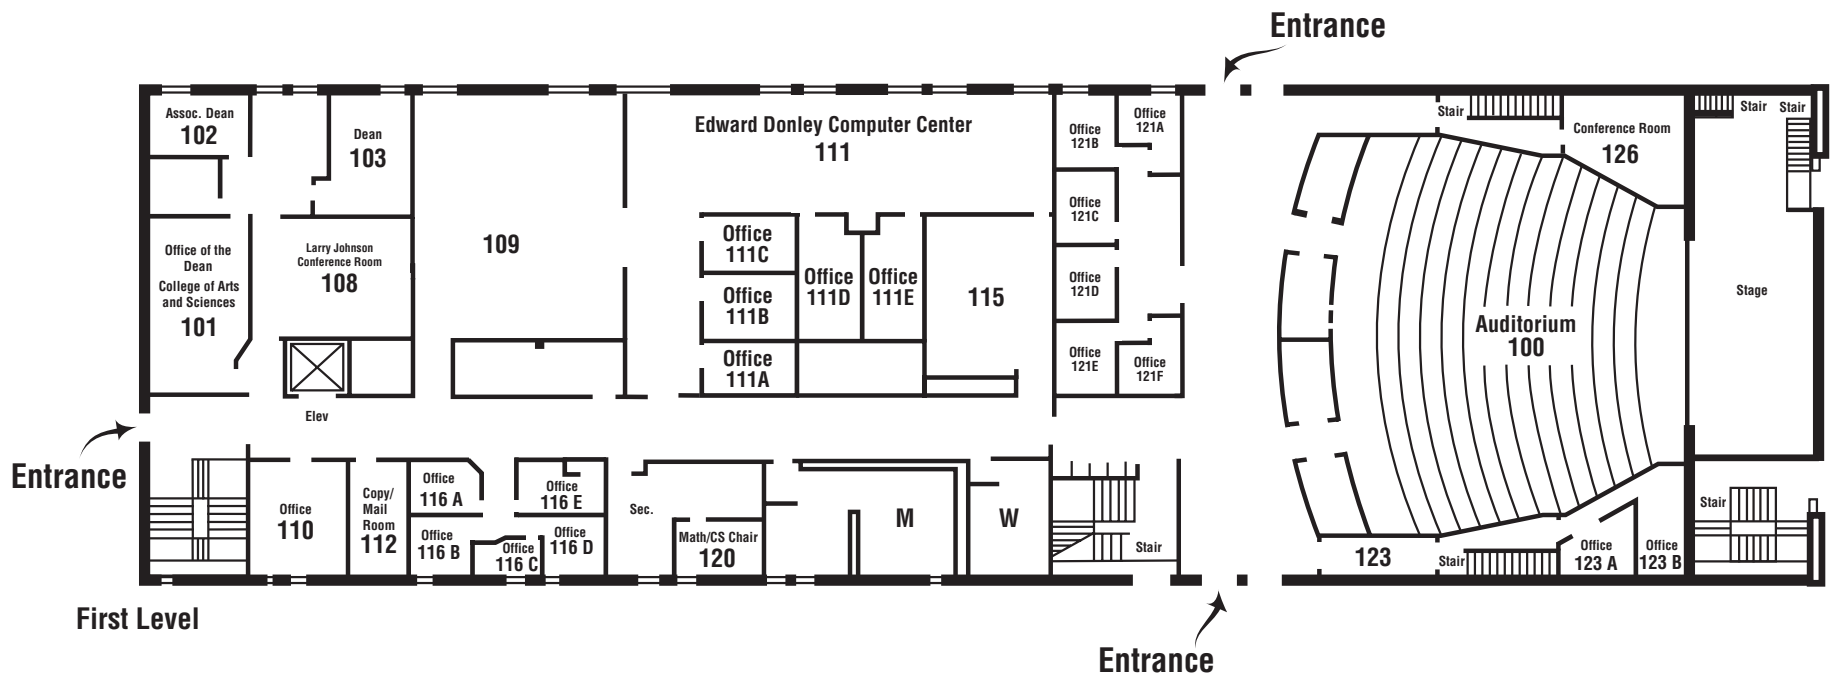 Entrance
Assoc. Dean
102
Dean
103
Edward Donley Computer Center
111
Office
121B
Office
121A
Stair
Conference Room
126
Stair
Stair
Office of the
Dean
College of Arts
and Sciences
101
Larry Johnson
Conference Room
108
109
Office
111C
Office
111B
Office
111A
Office
111D
Office
111E
115
Office
121C
Office
121D
Office
121E
Office
121F
Auditorium
100
Stage
Elev
Entrance
Office
110
Copy/
Mail
Room
112
Office
116 A
Office
116 B
Office
116 C
Office
116 D
Office
116 E
Sec.
Math/CS Chair
120
M
W
Stair
123
Stair
Office
123 A
Office
123 B
Stair
First Level
Entrance